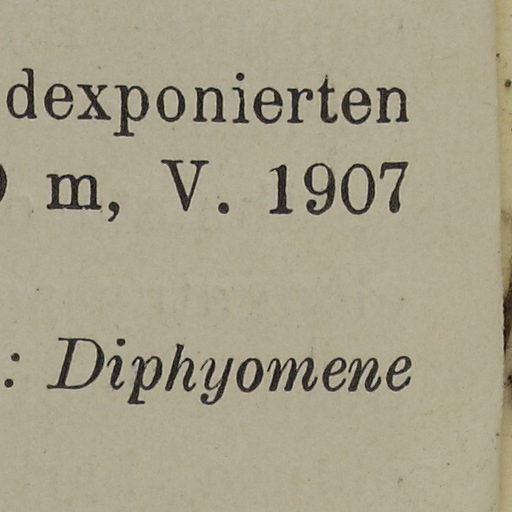 dexponierten
m, V. 1907
: Diphyomene